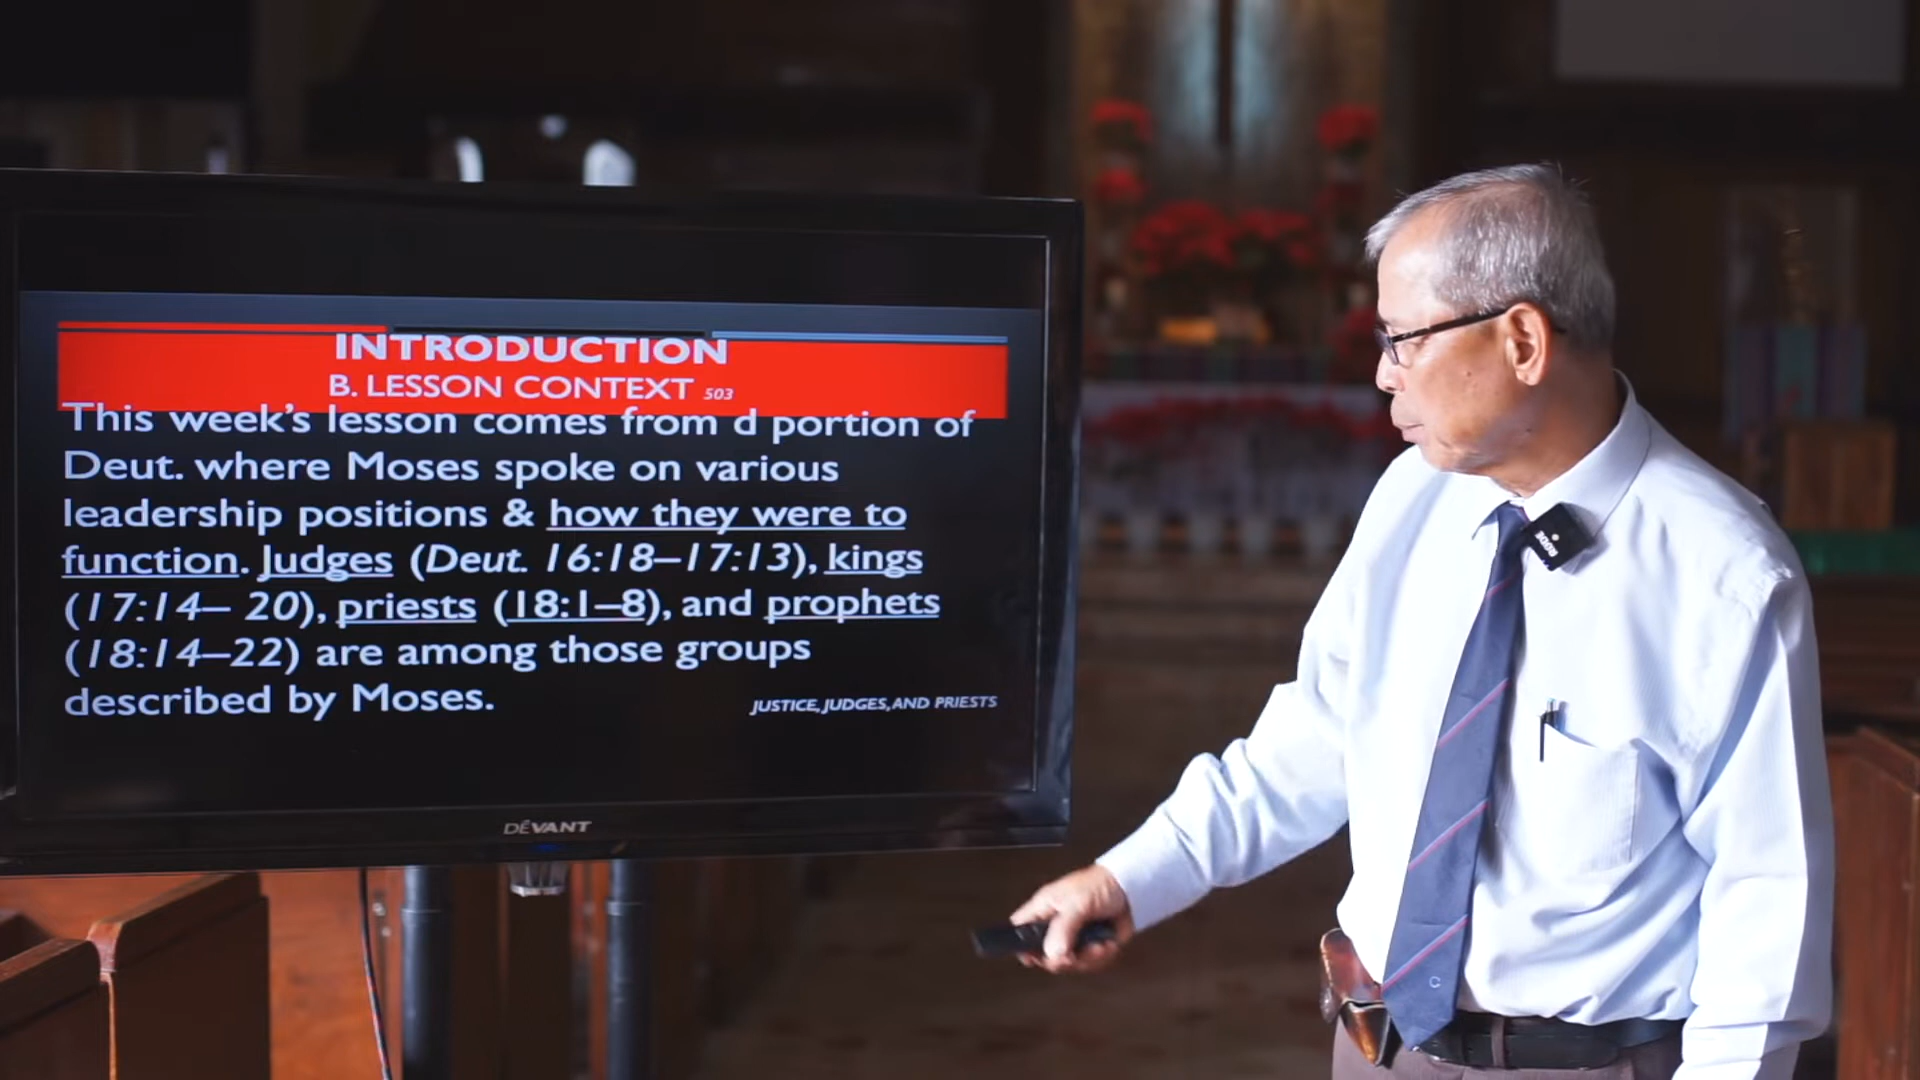 INTRODUCTION
B. LESSON CONTEXT 503
This week's lesson comes from d portion of
Deut. where Moses spoke on various
leadership positions & how they were to
function. Judges (Deut. 16:18–17:13), kings
(17:14– 20), priests (18:1–8), and prophets
(18:14–22) are among those groups
described by Moses.
JUSTICE, JUDGES, AND PRIESTS
DÉVANT
RØDE
C